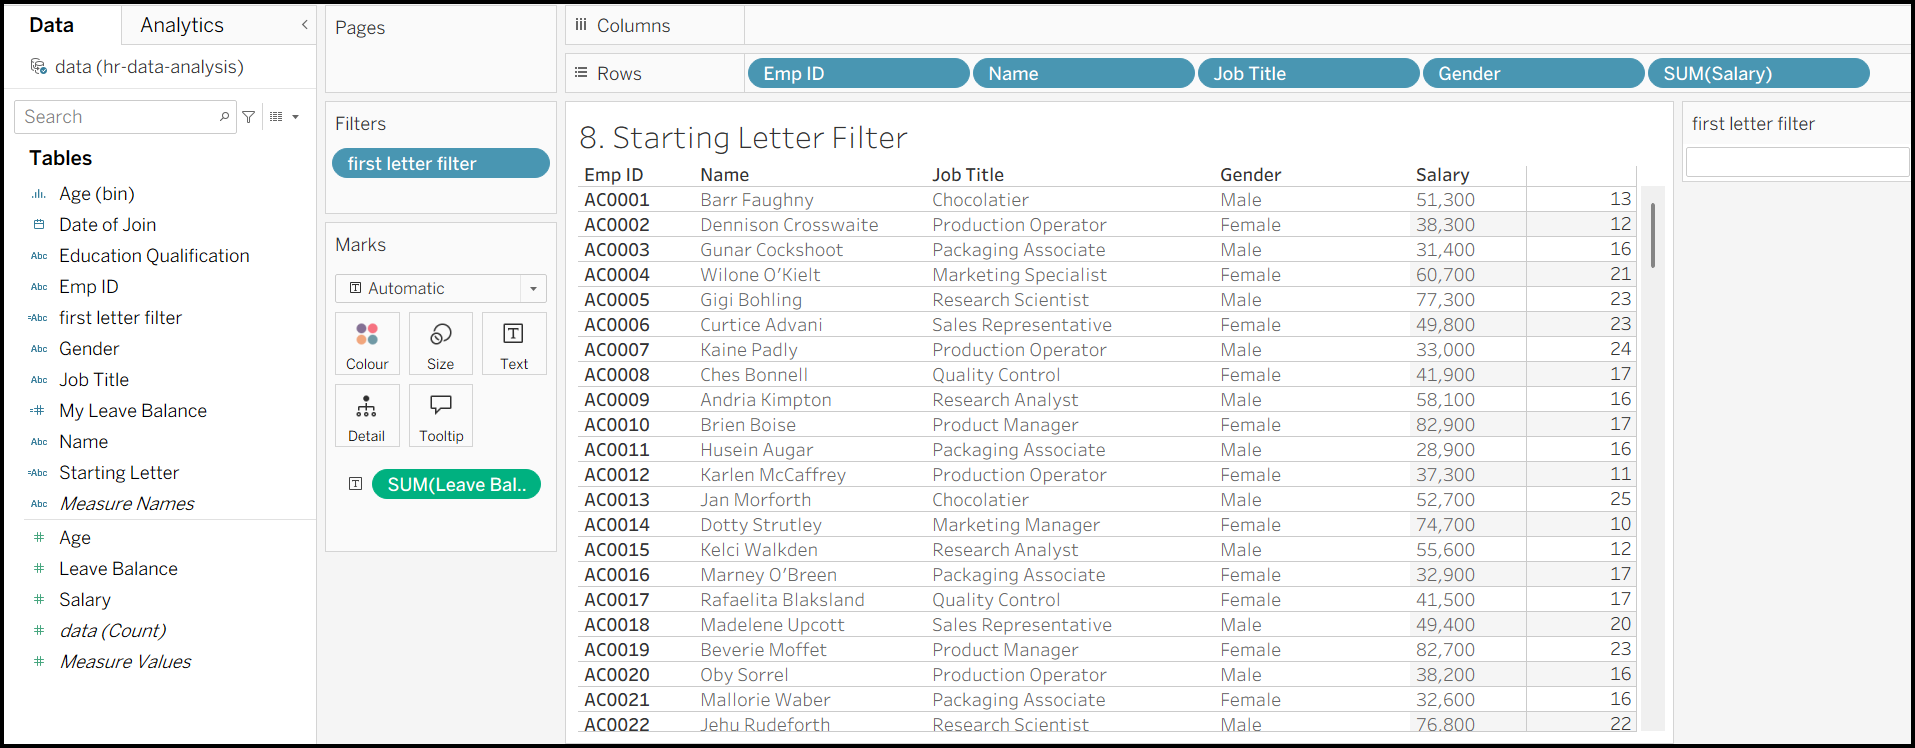 Data
Analytics
data (hr-data-analysis)
Search
Tables
Age (bin)
Date of Join
Abc Education Qualification
Abc Emp ID
=Abc first letter filter
Abc Gender
Abc Job Title
=# My Leave Balance
Abc Name
=Abc Starting Letter
Abc Measure Names
# Age
# Leave Balance
# Salary
# data (Count)
# Measure Values
Pages
Filters
first letter filter
Marks
T Automatic
Colour Size T Text
Detail Tooltip
T SUM(Leave Bal..
iii Columns
Rows Emp ID Name Job Title Gender SUM(Salary)
8. Starting Letter Filter
Emp ID Name Job Title Gender Salary
AC0001 Barr Faughny Chocolatier Male 51,300 13
AC0002 Dennison Crosswaite Production Operator Female 38,300 12
AC0003 Gunar Cockshoot Packaging Associate Male 31,400 16
AC0004 Wilone O’Kielt Marketing Specialist Female 60,700 21
AC0005 Gigi Bohling Research Scientist Male 77,300 23
AC0006 Curtice Advani Sales Representative Female 49,800 23
AC0007 Kaine Padly Production Operator Male 33,000 24
AC0008 Ches Bonnell Quality Control Female 41,900 17
AC0009 Andria Kimpton Research Analyst Male 58,100 16
AC0010 Brien Boise Product Manager Female 82,900 17
AC0011 Husein Augar Packaging Associate Male 28,900 16
AC0012 Karlen McCaffrey Production Operator Female 37,300 11
AC0013 Jan Morforth Chocolatier Male 52,700 25
AC0014 Dotty Strutley Marketing Manager Female 74,700 10
AC0015 Kelci Walkden Research Analyst Male 55,600 12
AC0016 Marney O’Breen Packaging Associate Female 32,900 17
AC0017 Rafaelita Blaksland Quality Control Female 41,500 17
AC0018 Madelene Upcott Sales Representative Male 49,400 20
AC0019 Beverie Moffet Product Manager Female 82,700 23
AC0020 Oby Sorrel Production Operator Male 38,200 16
AC0021 Mallorie Waber Packaging Associate Female 32,600 16
AC0022 Jehu Rudeforth Research Scientist Male 76,800 22
first letter filter